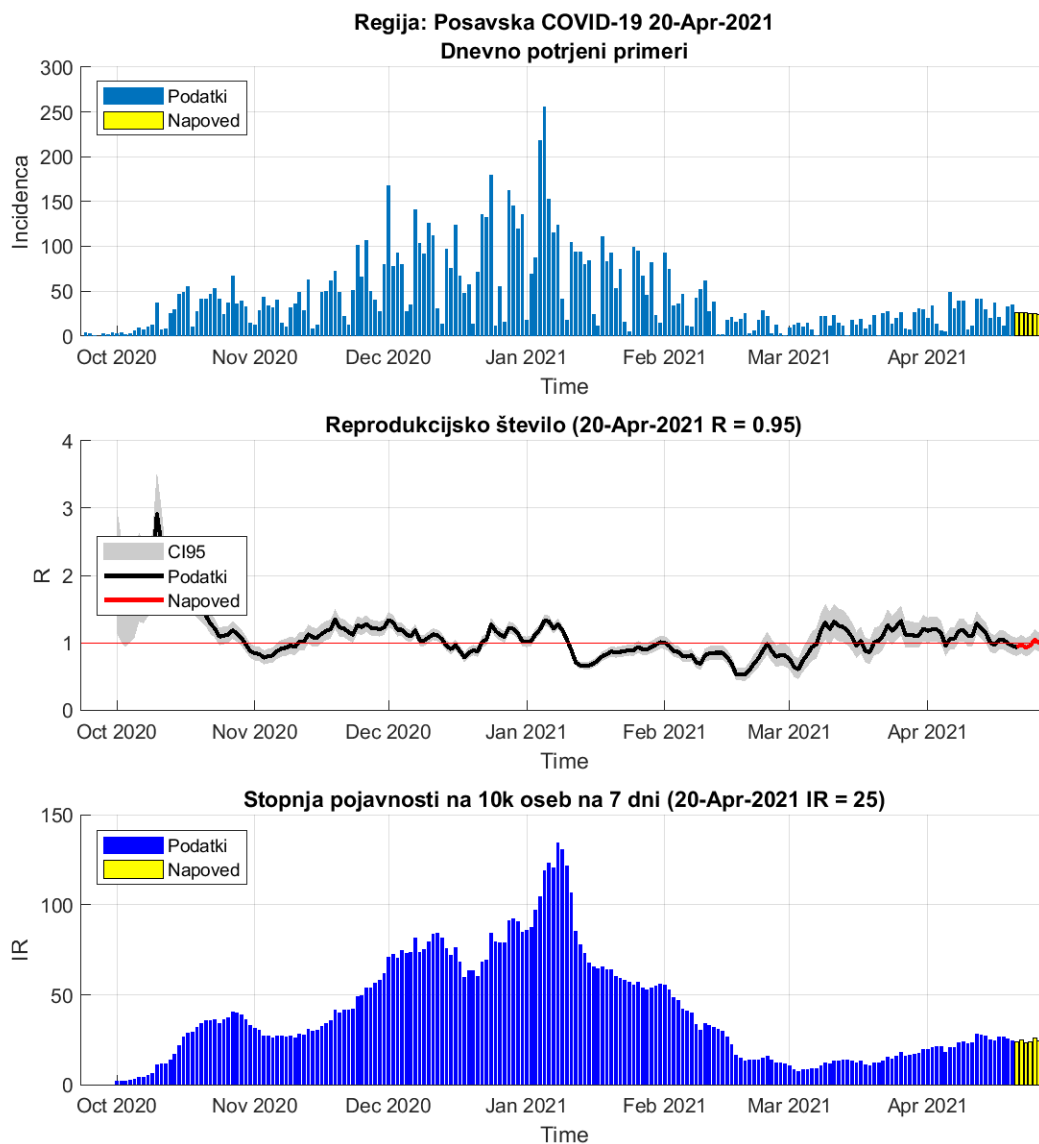 Regija: Posavska COVID-19 20-Apr-2021
Dnevno potrjeni primeri
300
250
200
150
100
50
0
Incidenca
Podatki
Napoved
Oct 2020 Nov 2020 Dec 2020 Jan 2021 Feb 2021 Mar 2021 Apr 2021
Time
Reprodukcijsko število (20-Apr-2021 R = 0.95)
4
3
2
1
0
R
CI95
Podatki
Napoved
Oct 2020 Nov 2020 Dec 2020 Jan 2021 Feb 2021 Mar 2021 Apr 2021
Time
Stopnja pojavnosti na 10k oseb na 7 dni (20-Apr-2021 IR = 25)
150
100
50
0
IR
Podatki
Napoved
Oct 2020 Nov 2020 Dec 2020 Jan 2021 Feb 2021 Mar 2021 Apr 2021
Time